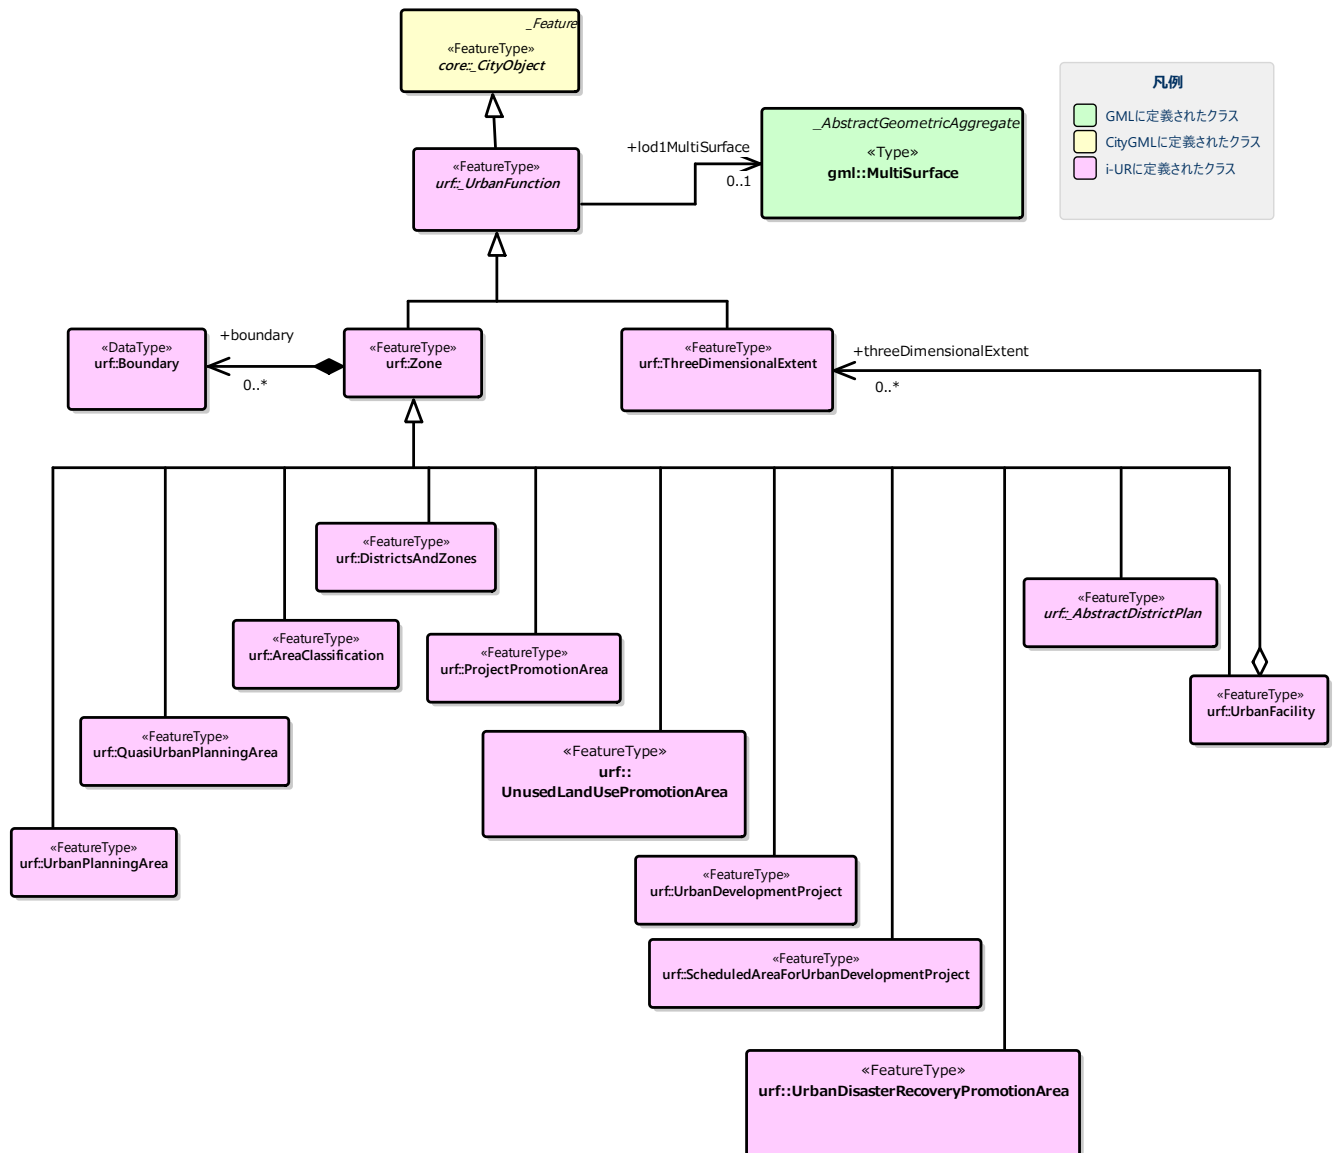 _Feature
«FeatureType»
core::_CityObject
凡例
GMLに定義されたクラス
CityGMLに定義されたクラス
i-URに定義されたクラス
_AbstractGeometricAggregate
«Type»
gml::MultiSurface
+lod1MultiSurface
0..1
«FeatureType»
urf::_UrbanFunction
«DataType»
urf::Boundary
+boundary
0..*
«FeatureType»
urf::Zone
«FeatureType»
urf::ThreeDimensionalExtent
+threeDimensionalExtent
0..*
«FeatureType»
urf::DistrictsAndZones
«FeatureType»
urf::_AbstractDistrictPlan
«FeatureType»
urf::AreaClassification
«FeatureType»
urf::ProjectPromotionArea
«FeatureType»
urf::UrbanFacility
«FeatureType»
urf::QuasiUrbanPlanningArea
«FeatureType»
urf::
UnusedLandUsePromotionArea
«FeatureType»
urf::UrbanPlanningArea
«FeatureType»
urf::UrbanDevelopmentProject
«FeatureType»
urf::ScheduledAreaForUrbanDevelopmentProject
«FeatureType»
urf::UrbanDisasterRecoveryPromotionArea